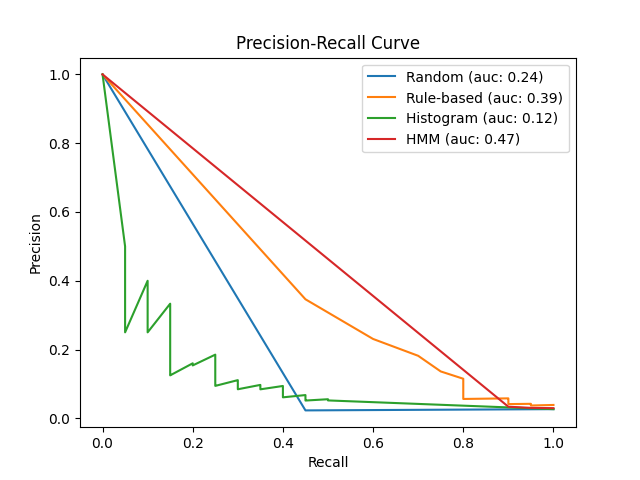 Precision-Recall Curve
Random (auc: 0.24)
Rule-based (auc: 0.39)
Histogram (auc: 0.12)
HMM (auc: 0.47)
Precision
1.0
0.8
0.6
0.4
0.2
0.0
0.0 0.2 0.4 0.6 0.8 1.0
Recall